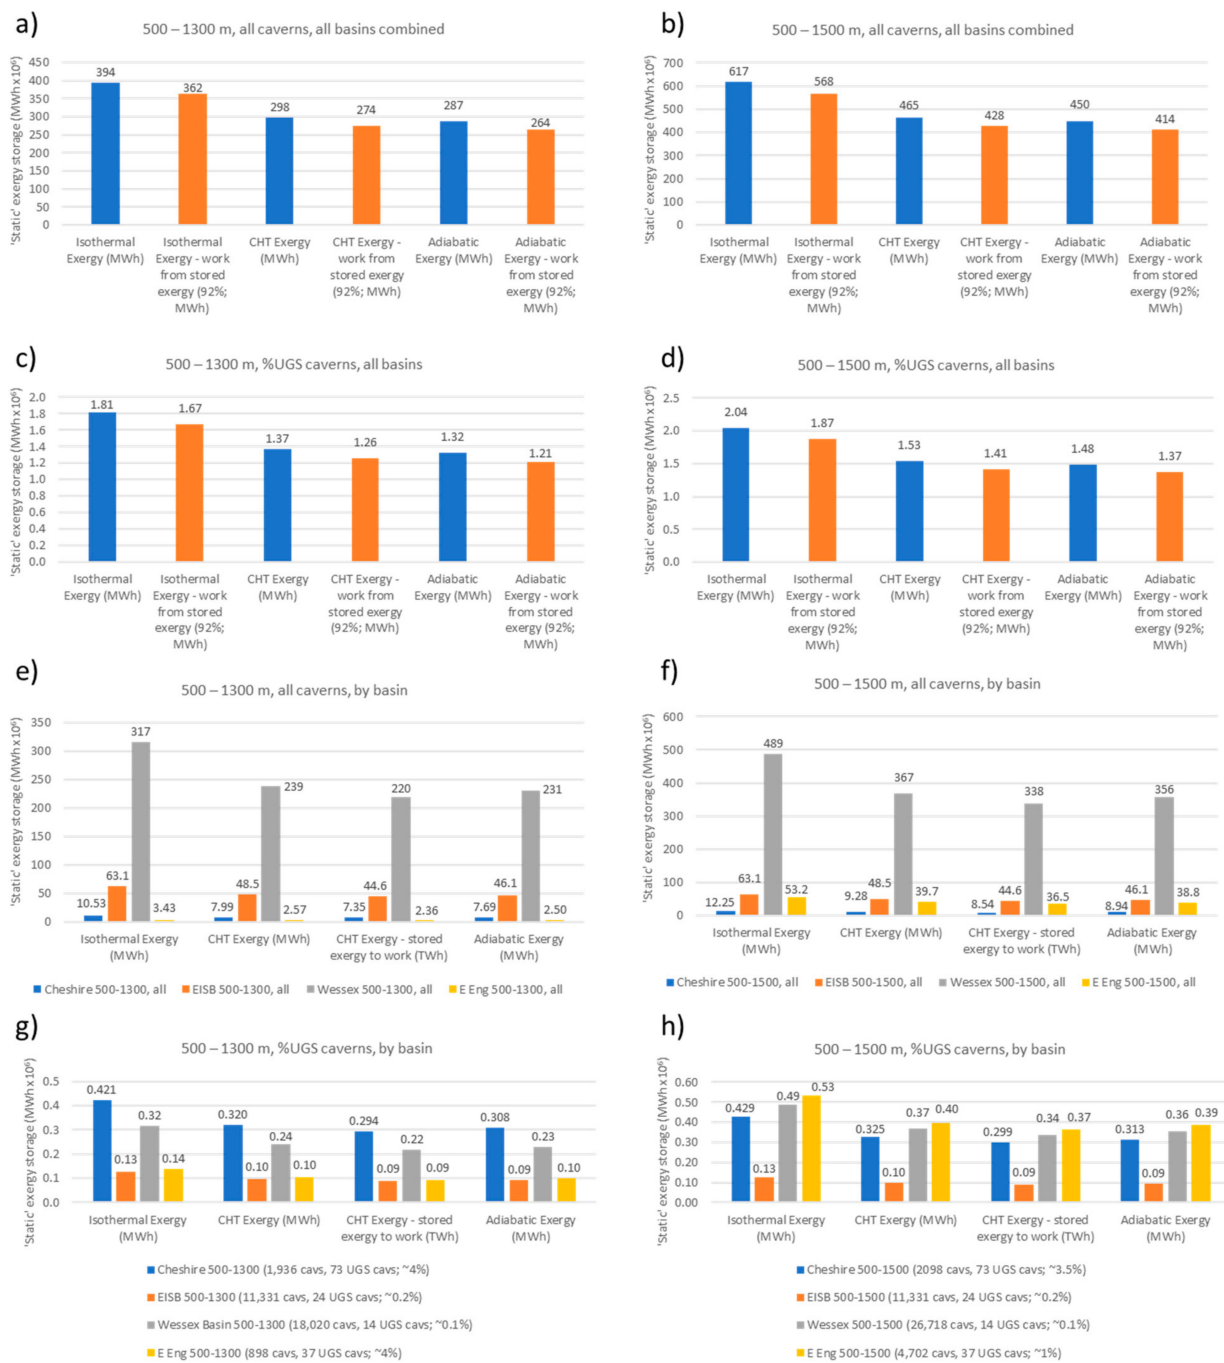 a)
500 – 1300 m, all caverns, all basins combined
'Static' exergy storage (MWh x10⁶)
450
400
350
300
250
200
150
100
50
0
394
362
298
274
287
264
Isothermal Exergy (MWh)
Isothermal Exergy - work from stored exergy (92%; MWh)
CHT Exergy (MWh)
CHT Exergy - work from stored exergy (92%; MWh)
Adiabatic Exergy (MWh)
Adiabatic Exergy - work from stored exergy (92%; MWh)
b)
500 – 1500 m, all caverns, all basins combined
'Static' exergy storage (MWh x10⁶)
700
600
500
400
300
200
100
0
617
568
465
428
450
414
Isothermal Exergy (MWh)
Isothermal Exergy - work from stored exergy (92%; MWh)
CHT Exergy (MWh)
CHT Exergy - work from stored exergy (92%; MWh)
Adiabatic Exergy (MWh)
Adiabatic Exergy - work from stored exergy (92%; MWh)
c)
500 – 1300 m, %UGS caverns, all basins
'Static' exergy storage (MWh x10⁶)
2.0
1.8
1.6
1.4
1.2
1.0
0.8
0.6
0.4
0.2
0.0
1.81
1.67
1.37
1.26
1.32
1.21
Isothermal Exergy (MWh)
Isothermal Exergy - work from stored exergy (92%; MWh)
CHT Exergy (MWh)
CHT Exergy - work from stored exergy (92%; MWh)
Adiabatic Exergy (MWh)
Adiabatic Exergy - work from stored exergy (92%; MWh)
d)
500 – 1500 m, %UGS caverns, all basins
'Static' exergy storage (MWh x10⁶)
2.5
2.0
1.5
1.0
0.5
0.0
2.04
1.87
1.53
1.41
1.48
1.37
Isothermal Exergy (MWh)
Isothermal Exergy - work from stored exergy (92%; MWh)
CHT Exergy (MWh)
CHT Exergy - work from stored exergy (92%; MWh)
Adiabatic Exergy (MWh)
Adiabatic Exergy - work from stored exergy (92%; MWh)
e)
500 – 1300 m, all caverns, by basin
'Static' exergy storage (MWh x10⁶)
350
300
250
200
150
100
50
0
10.53
63.1
317
3.43
7.99
48.5
239
2.57
7.35
44.6
220
2.36
7.69
46.1
231
2.50
Isothermal Exergy (MWh)
CHT Exergy (MWh)
CHT Exergy - stored exergy to work (TWh)
Adiabatic Exergy (MWh)
Cheshire 500-1300, all
EISB 500-1300, all
Wessex 500-1300, all
E Eng 500-1300, all
f)
500 – 1500 m, all caverns, by basin
'Static' exergy storage (MWh x10⁶)
600
500
400
300
200
100
0
12.25
63.1
489
53.2
9.28
48.5
367
39.7
8.54
44.6
338
36.5
8.94
46.1
356
38.8
Isothermal Exergy (MWh)
CHT Exergy (MWh)
CHT Exergy - stored exergy to work (TWh)
Adiabatic Exergy (MWh)
Cheshire 500-1500, all
EISB 500-1500, all
Wessex 500-1500, all
E Eng 500-1500, all
g)
500 – 1300 m, %UGS caverns, by basin
'Static' exergy storage (MWh x10⁶)
0.5
0.4
0.3
0.2
0.1
0.0
0.421
0.13
0.32
0.14
0.320
0.10
0.24
0.10
0.294
0.09
0.22
0.09
0.308
0.09
0.23
0.10
Isothermal Exergy (MWh)
CHT Exergy (MWh)
CHT Exergy - stored exergy to work (TWh)
Adiabatic Exergy (MWh)
Cheshire 500-1300 (1,936 cavs, 73 UGS cavs; ~4%)
EISB 500-1300 (11,331 cavs, 24 UGS cavs; ~0.2%)
Wessex Basin 500-1300 (18,020 cavs, 14 UGS cavs; ~0.1%)
E Eng 500-1300 (898 cavs, 37 UGS cavs; ~4%)
h)
500 – 1500 m, %UGS caverns, by basin
'Static' exergy storage (MWh x10⁶)
0.60
0.50
0.40
0.30
0.20
0.10
0.00
0.429
0.13
0.49
0.53
0.325
0.10
0.37
0.40
0.299
0.09
0.34
0.37
0.313
0.09
0.36
0.39
Isothermal Exergy (MWh)
CHT Exergy (MWh)
CHT Exergy - stored exergy to work (TWh)
Adiabatic Exergy (MWh)
Cheshire 500-1500 (2098 cavs, 73 UGS cavs; ~3.5%)
EISB 500-1500 (11,331 cavs, 24 UGS cavs; ~0.2%)
Wessex 500-1500 (26,718 cavs, 14 UGS cavs; ~0.1%)
E Eng 500-1500 (4,702 cavs, 37 UGS cavs; ~1%)